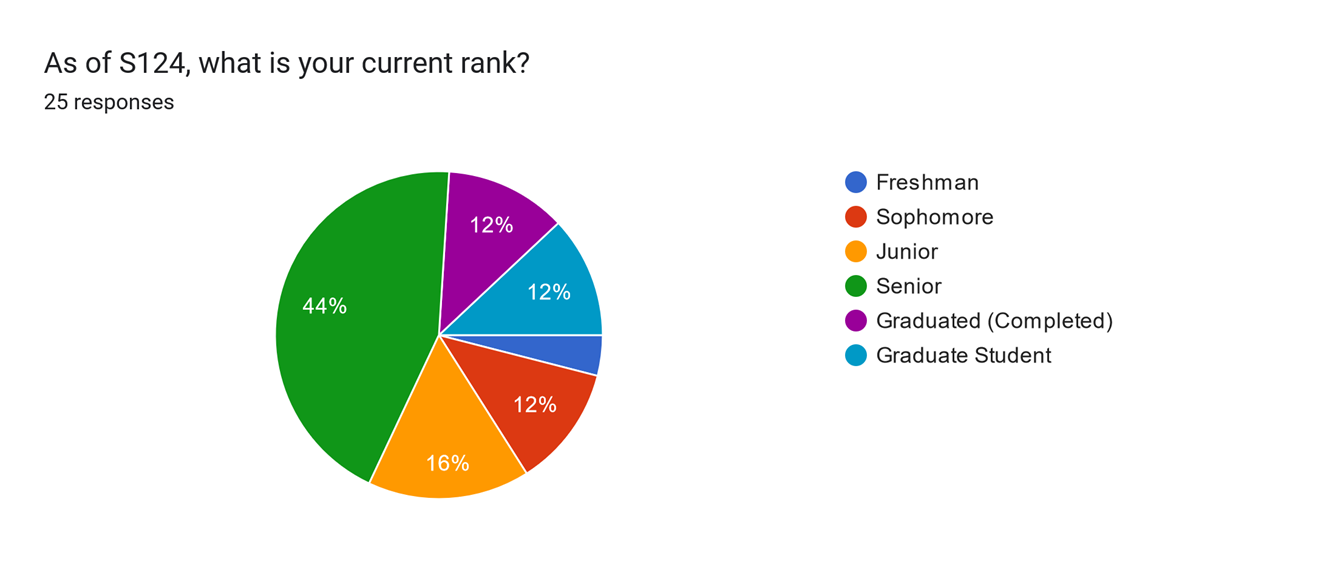 As of S124, what is your current rank?
25 responses
12%
12%
44%
12%
16%
Freshman
Sophomore
Junior
Senior
Graduated (Completed)
Graduate Student